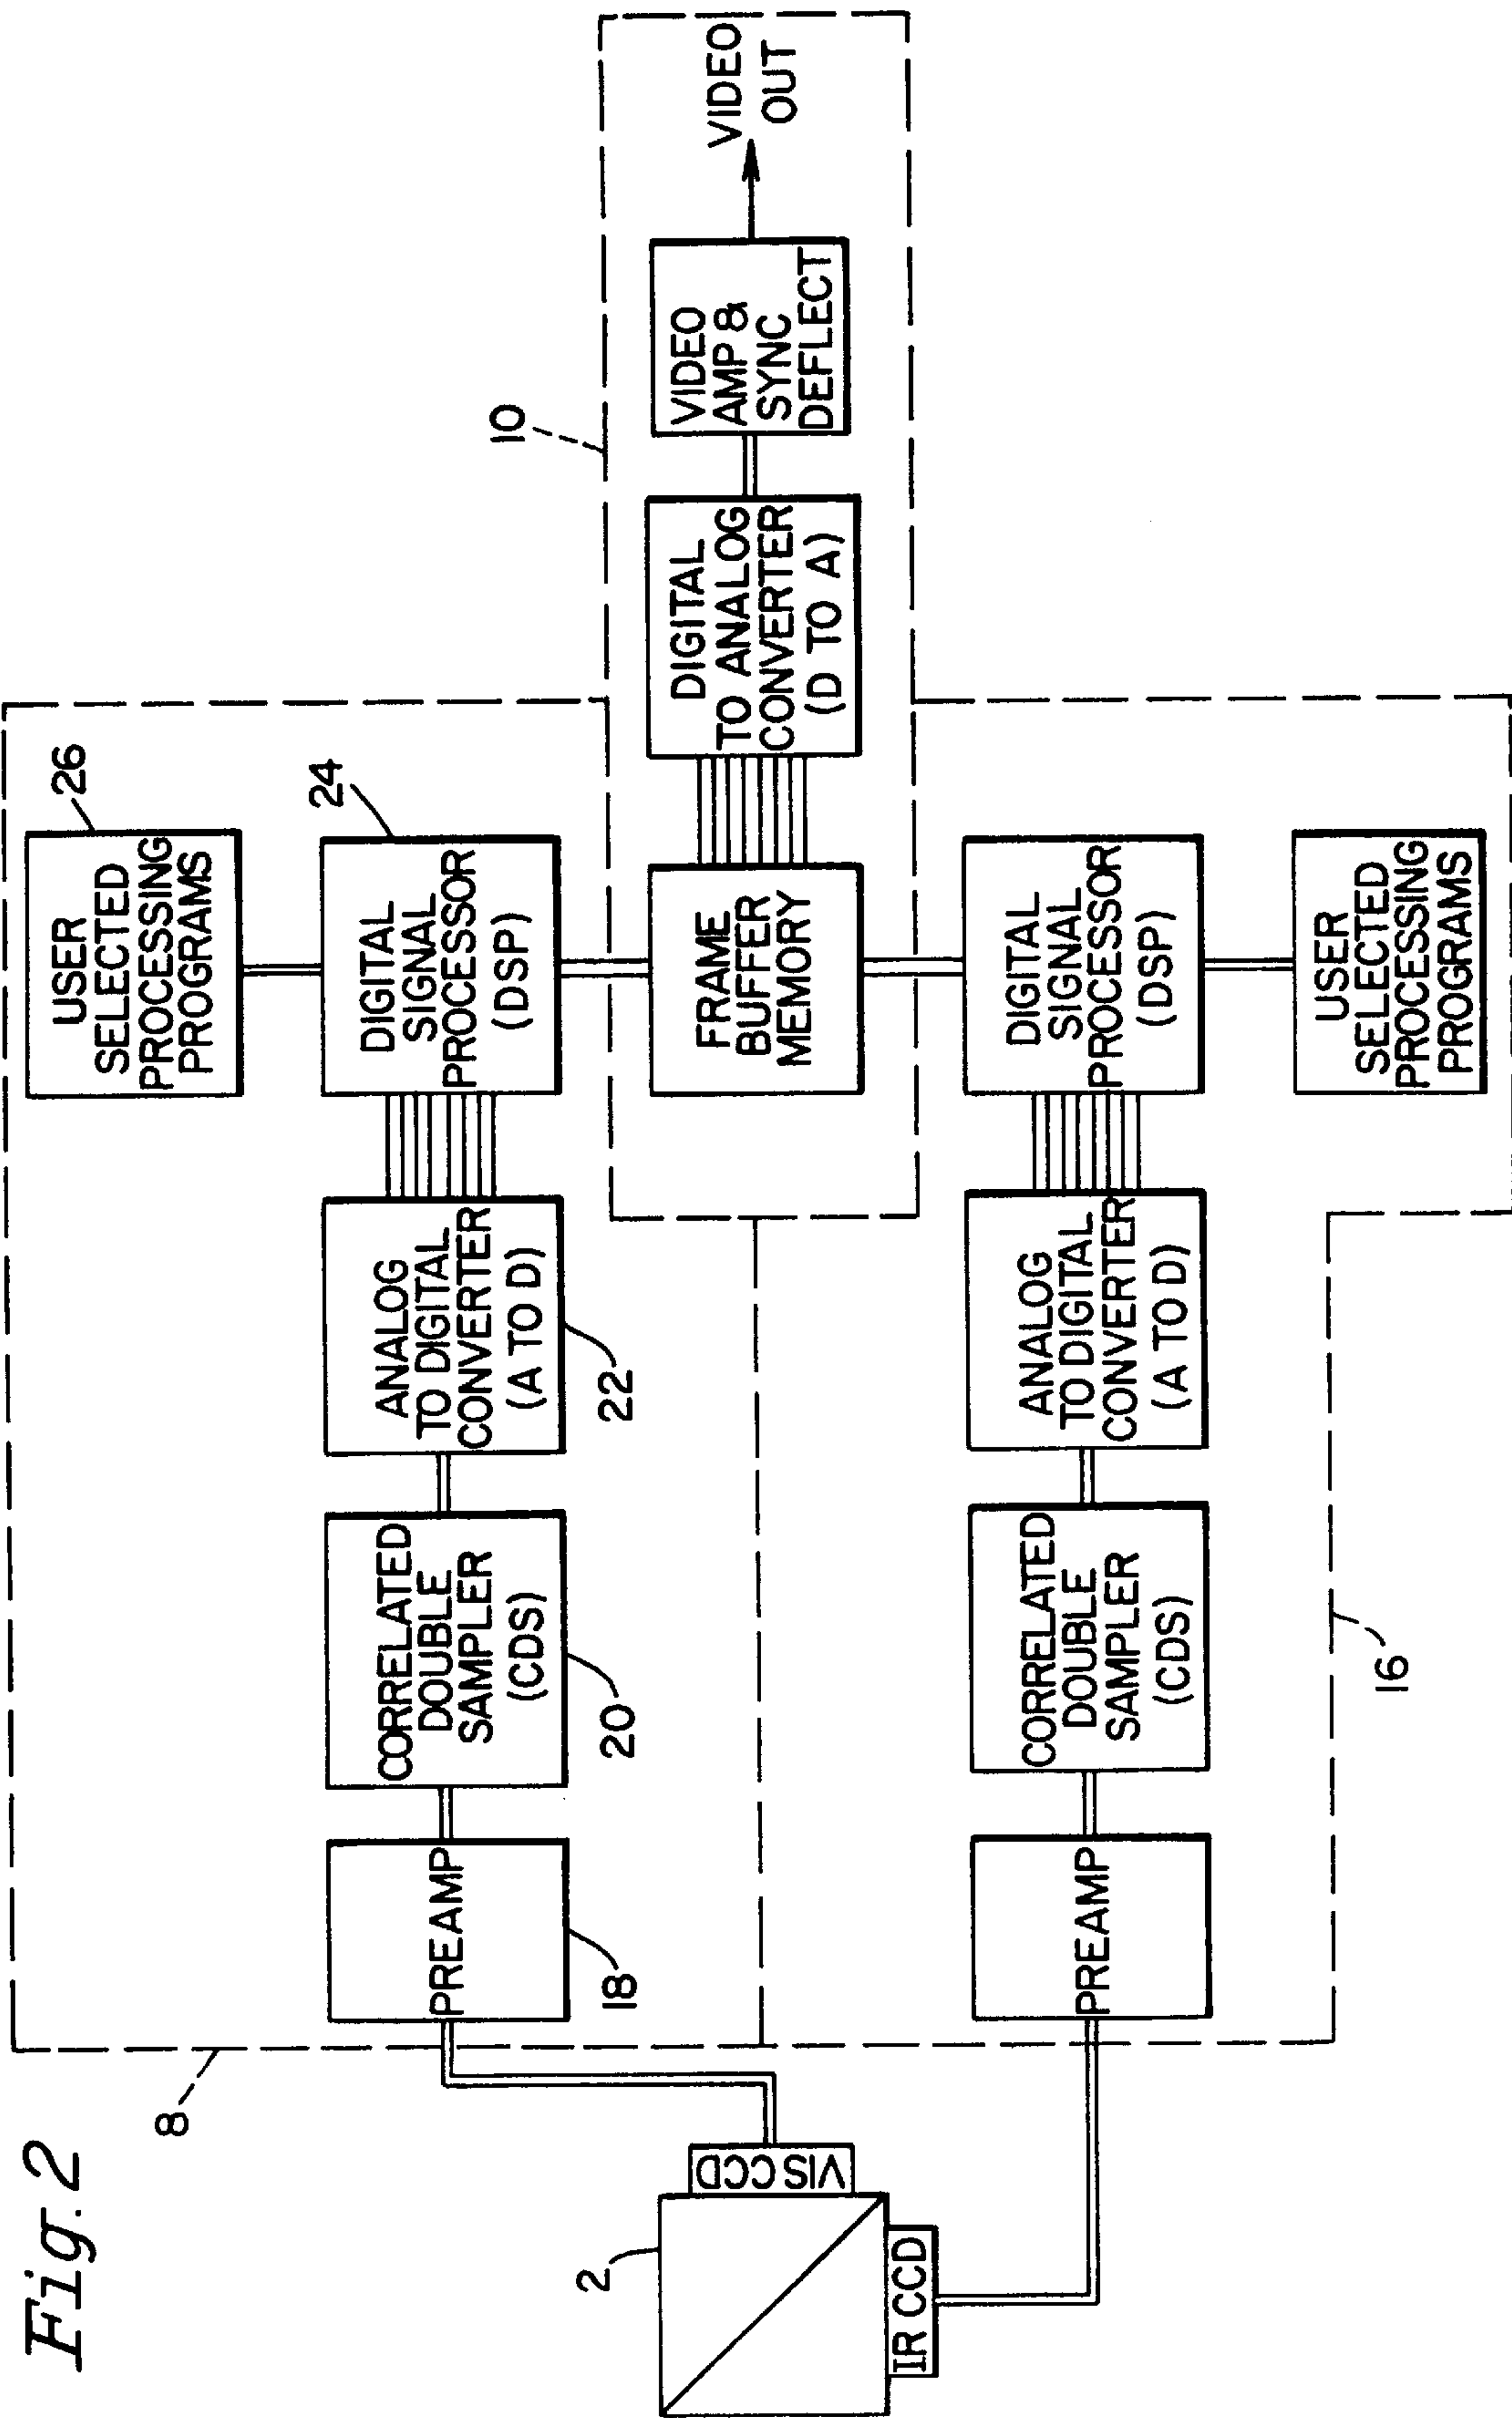 Fig. 2
8
26
USER
SELECTED
PROCESSING
PROGRAMS
24
DIGITAL
SIGNAL
PROCESSOR
(DSP)
ANALOG
TO DIGITAL
CONVERTER
(A TO D)
22
CORRELATED
DOUBLE
SAMPLER
(CDS)
20
PREAMP
18
10
VIDEO
OUT
VIDEO
AMP &
SYNC
DEFLECT
DIGITAL
TO ANALOG
CONVERTER
(D TO A)
FRAME
BUFFER
MEMORY
VIS CCD
2
IR CCD
PREAMP
CORRELATED
DOUBLE
SAMPLER
(CDS)
ANALOG
TO DIGITAL
CONVERTER
(A TO D)
DIGITAL
SIGNAL
PROCESSOR
(DSP)
USER
SELECTED
PROCESSING
PROGRAMS
16